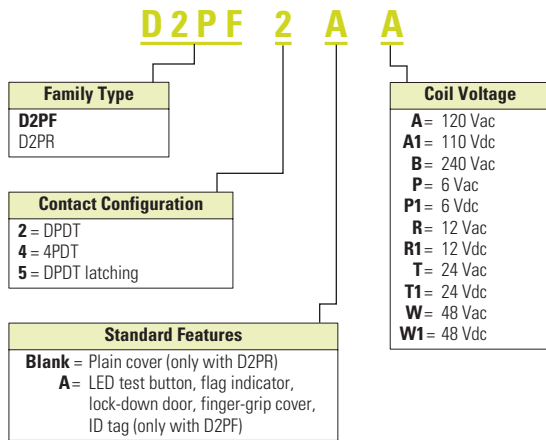 D2PF 2 A A
Family Type
D2PF
D2PR
Contact Configuration
2 = DPDT
4 = 4PDT
5 = DPDT latching
Standard Features
Blank = Plain cover (only with D2PR)
A = LED test button, flag indicator,
lock-down door, finger-grip cover,
ID tag (only with D2PF)
Coil Voltage
A = 120 Vac
A1 = 110 Vdc
B = 240 Vac
P = 6 Vac
P1 = 6 Vdc
R = 12 Vac
R1 = 12 Vdc
T = 24 Vac
T1 = 24 Vdc
W = 48 Vac
W1 = 48 Vdc